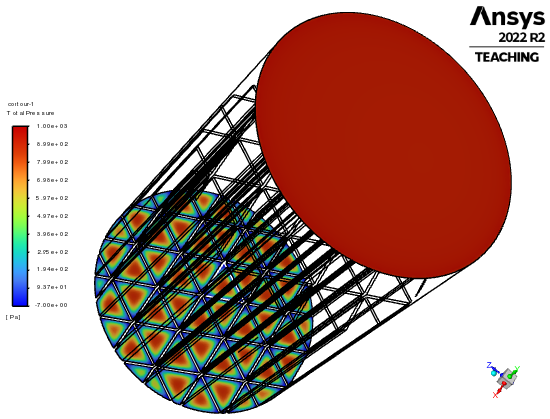 Ansys
2022 R2
TEACHING
contour-1
Total Pressure
1.00e+03
8.99e+02
7.99e+02
6.98e+02
5.97e+02
4.97e+02
3.96e+02
2.95e+02
1.94e+02
9.37e+01
-7.00e+00
[ Pa]
Z
Y
X